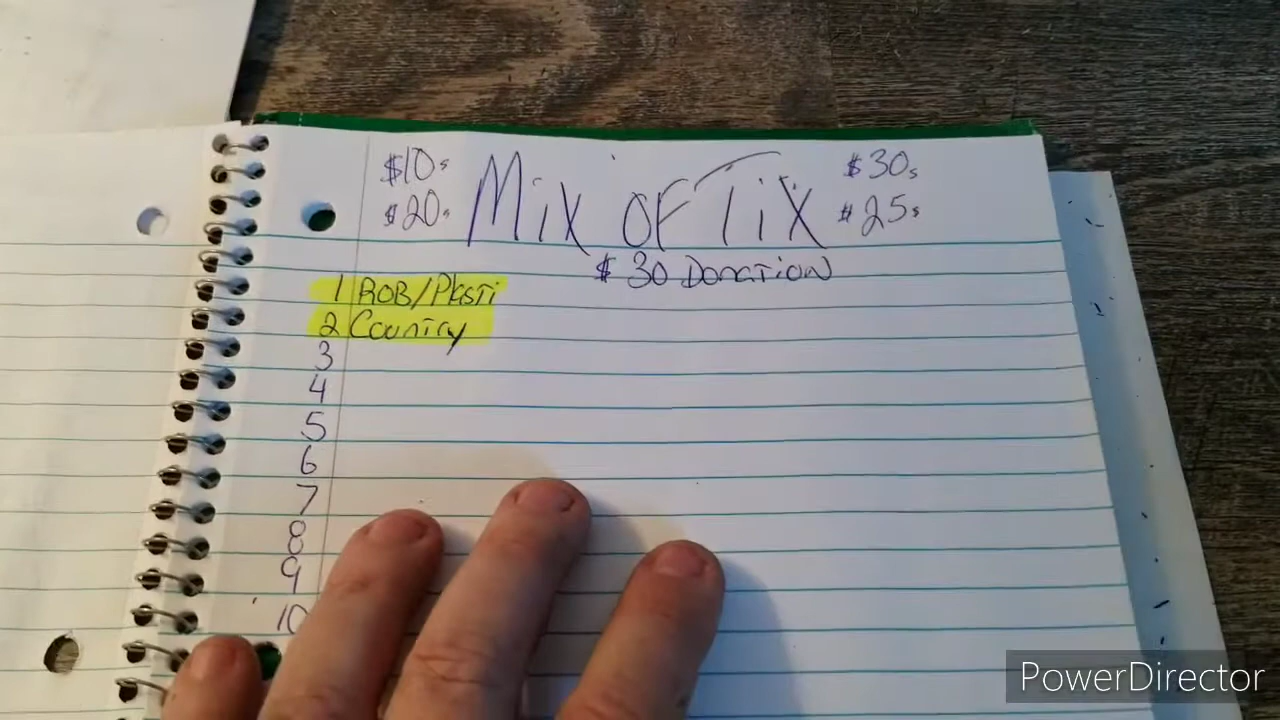 $10s Mix OF Tix $30s
$20s $25s
$30 Donation
1 ROB/Pksti
2 Country
3
4
5
6
7
8
9
10
PowerDirector